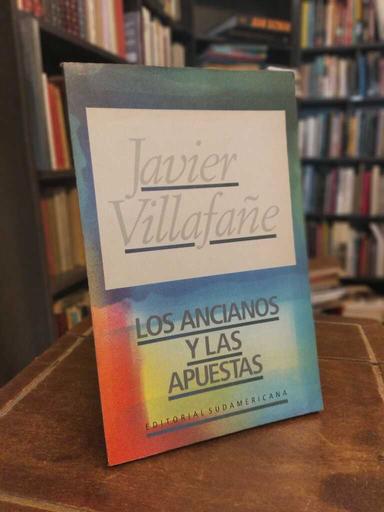 Javier
Villafañe
LOS ANCIANOS
Y LAS
APUESTAS
EDITORIAL SUDAMERICANA